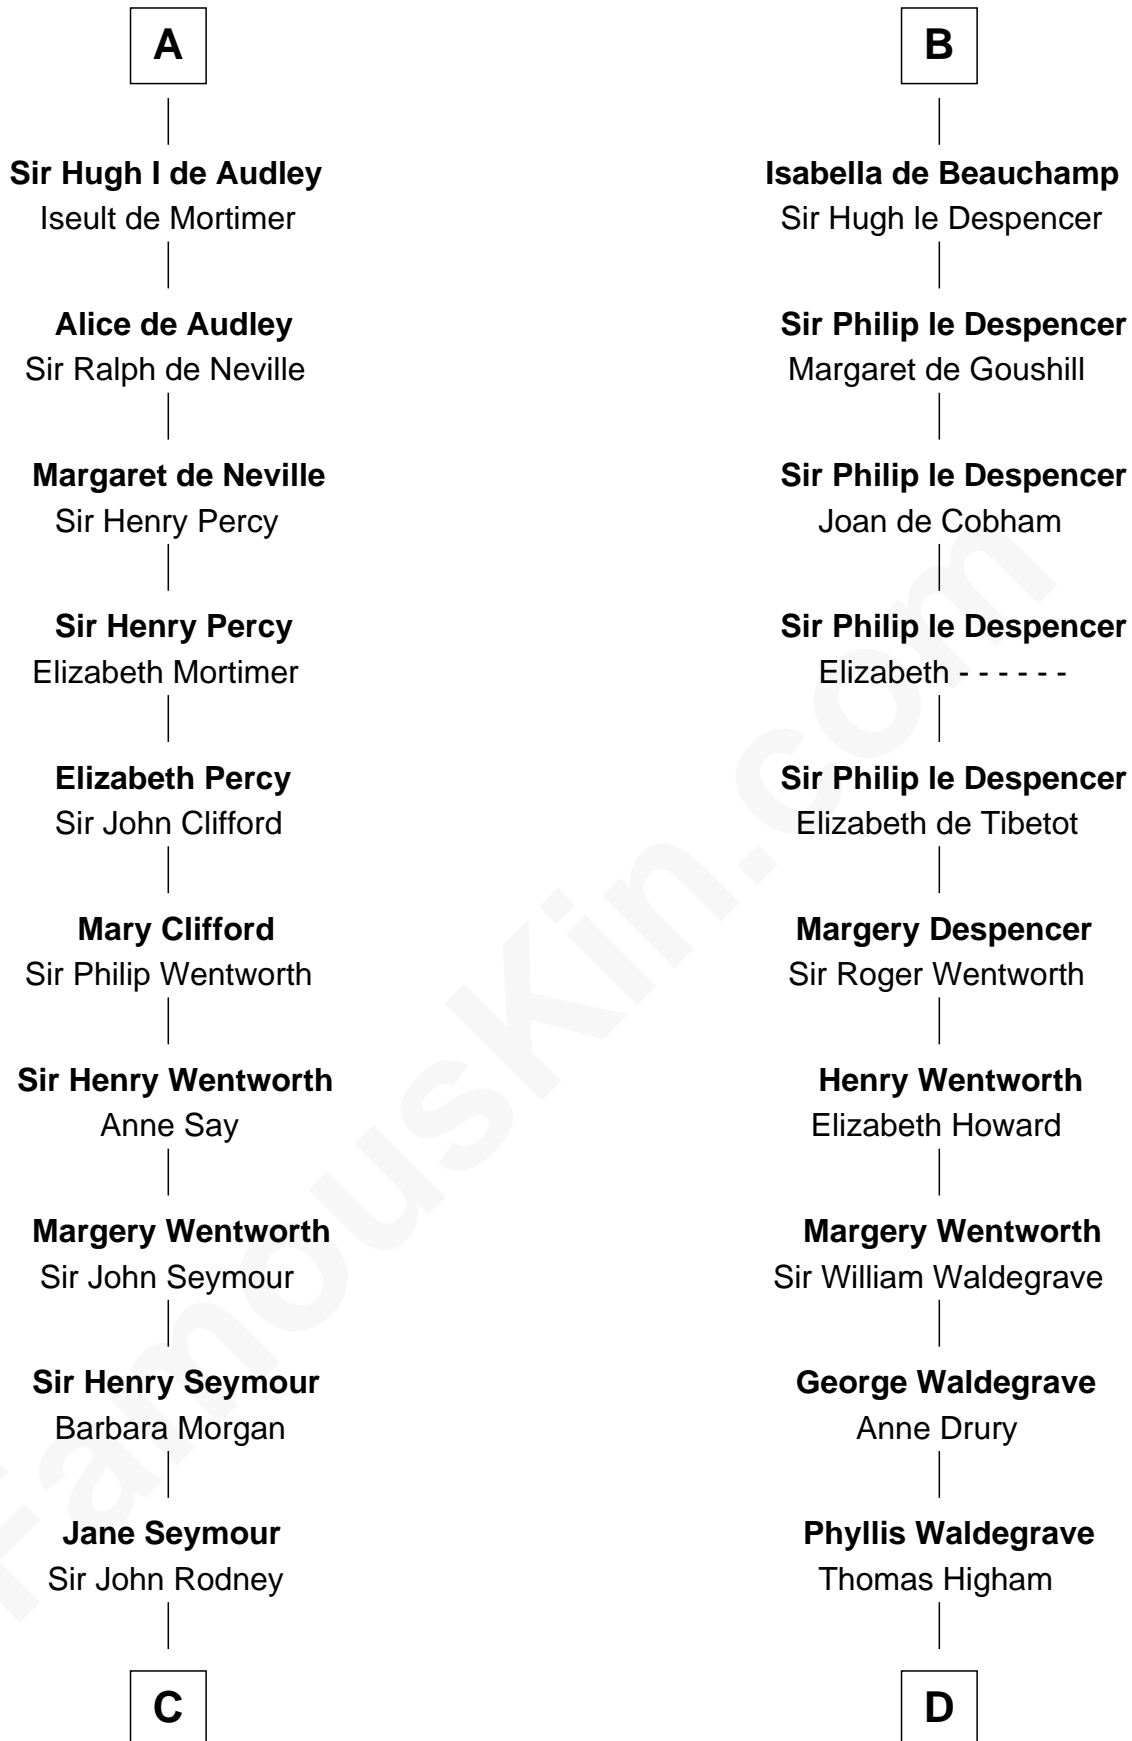 A
Sir Hugh I de Audley
Iseult de Mortimer
Alice de Audley
Sir Ralph de Neville
Margaret de Neville
Sir Henry Percy
Sir Henry Percy
Elizabeth Mortimer
Elizabeth Percy
Sir John Clifford
Mary Clifford
Sir Philip Wentworth
Sir Henry Wentworth
Anne Say
Margery Wentworth
Sir John Seymour
Sir Henry Seymour
Barbara Morgan
Jane Seymour
Sir John Rodney
C
B
Isabella de Beauchamp
Sir Hugh le Despencer
Sir Philip le Despencer
Margaret de Goushill
Sir Philip le Despencer
Joan de Cobham
Sir Philip le Despencer
Elizabeth - - - - - -
Sir Philip le Despencer
Elizabeth de Tibetot
Margery Despencer
Sir Roger Wentworth
Henry Wentworth
Elizabeth Howard
Margery Wentworth
Sir William Waldegrave
George Waldegrave
Anne Drury
Phyllis Waldegrave
Thomas Higham
D
FamousKin.com